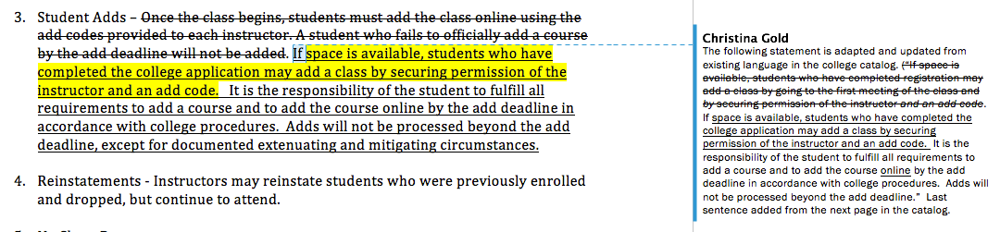 3. Student Adds – Once the class begins, students must add the class online using the
add codes provided to each instructor. A student who fails to officially add a course
by the add deadline will not be added. If space is available, students who have
completed the college application may add a class by securing permission of the
instructor and an add code. It is the responsibility of the student to fulfill all
requirements to add a course and to add the course online by the add deadline in
accordance with college procedures. Adds will not be processed beyond the add
deadline, except for documented extenuating and mitigating circumstances.
4. Reinstatements - Instructors may reinstate students who were previously enrolled
and dropped, but continue to attend.
Christina Gold
The following statement is adapted and updated from
existing language in the college catalog. ("If space is
available, students who have completed registration may
add a class by going to the first meeting of the class and
by securing permission of the instructor and an add code.
If space is available, students who have completed the
college application may add a class by securing
permission of the instructor and an add code. It is the
responsibility of the student to fulfill all requirements to
add a course and to add the course online by the add
deadline in accordance with college procedures. Adds will
not be processed beyond the add deadline." Last
sentence added from the next page in the catalog.